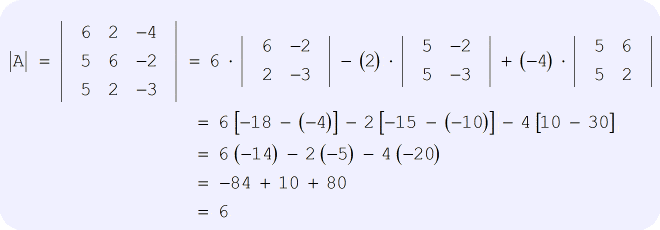 |A| = | 6 2 −4 | = 6 · | 6 −2 | − (2) · | 5 −2 | + (−4) · | 5 6 |
| 5 6 −2 | | 2 −3 | | 5 −3 | | 5 2 |
| 5 2 −3 |
= 6 [−18 − (−4)] − 2 [−15 − (−10)] − 4 [10 − 30]
= 6 (−14) − 2 (−5) − 4 (−20)
= −84 + 10 + 80
= 6